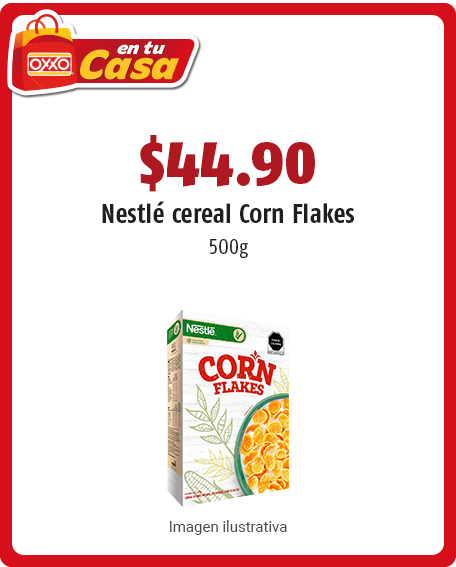 OXXO
en tu
Casa
$44.90
Nestlé cereal Corn Flakes
500g
Nestlé.
CORN
FLAKES
Imagen ilustrativa